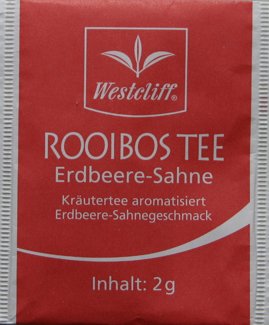 Westcliff®
ROOIBOS TEE
Erdbeere-Sahne
Kräutertee aromatisiert
Erdbeere-Sahnegeschmack
Inhalt: 2g